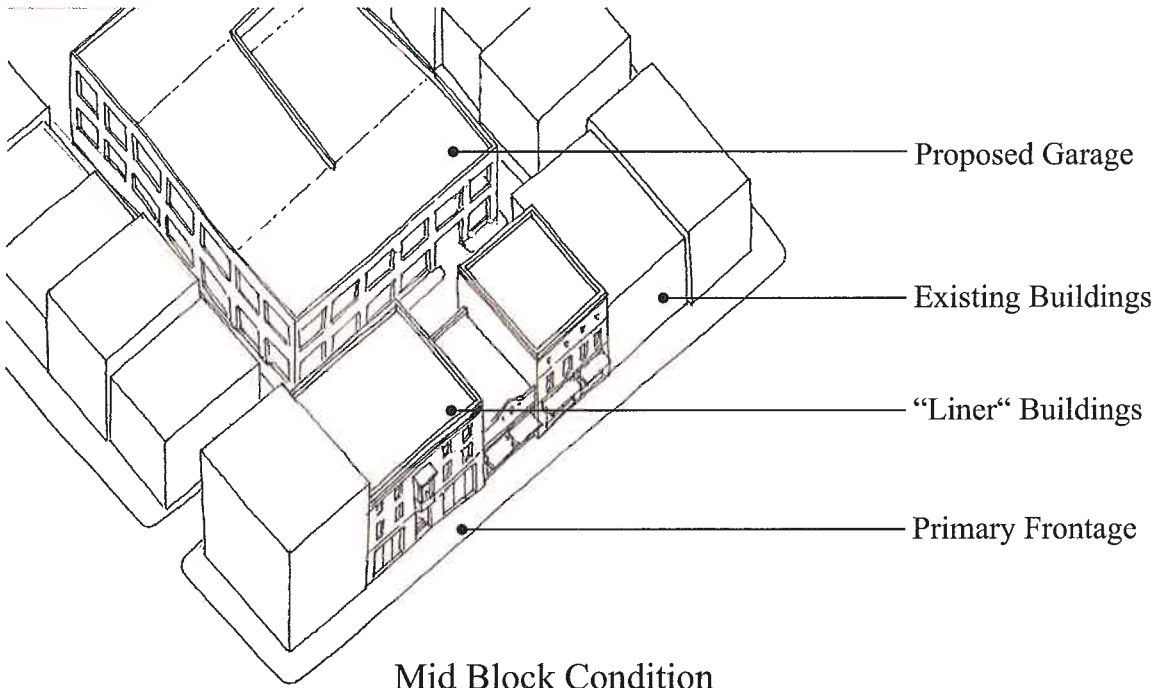 Proposed Garage
Existing Buildings
“Liner“ Buildings
Primary Frontage
Mid Block Condition